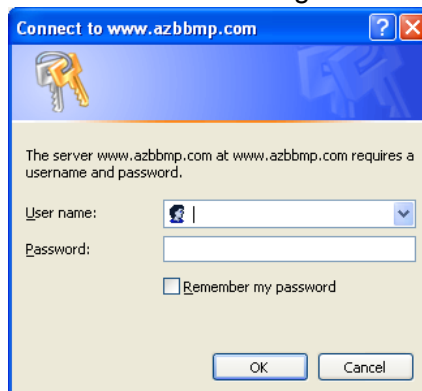 Connect to www.azbbmp.com
The server www.azbbmp.com at www.azbbmp.com requires a
username and password.
User name:
Password:
Remember my password
OK
Cancel